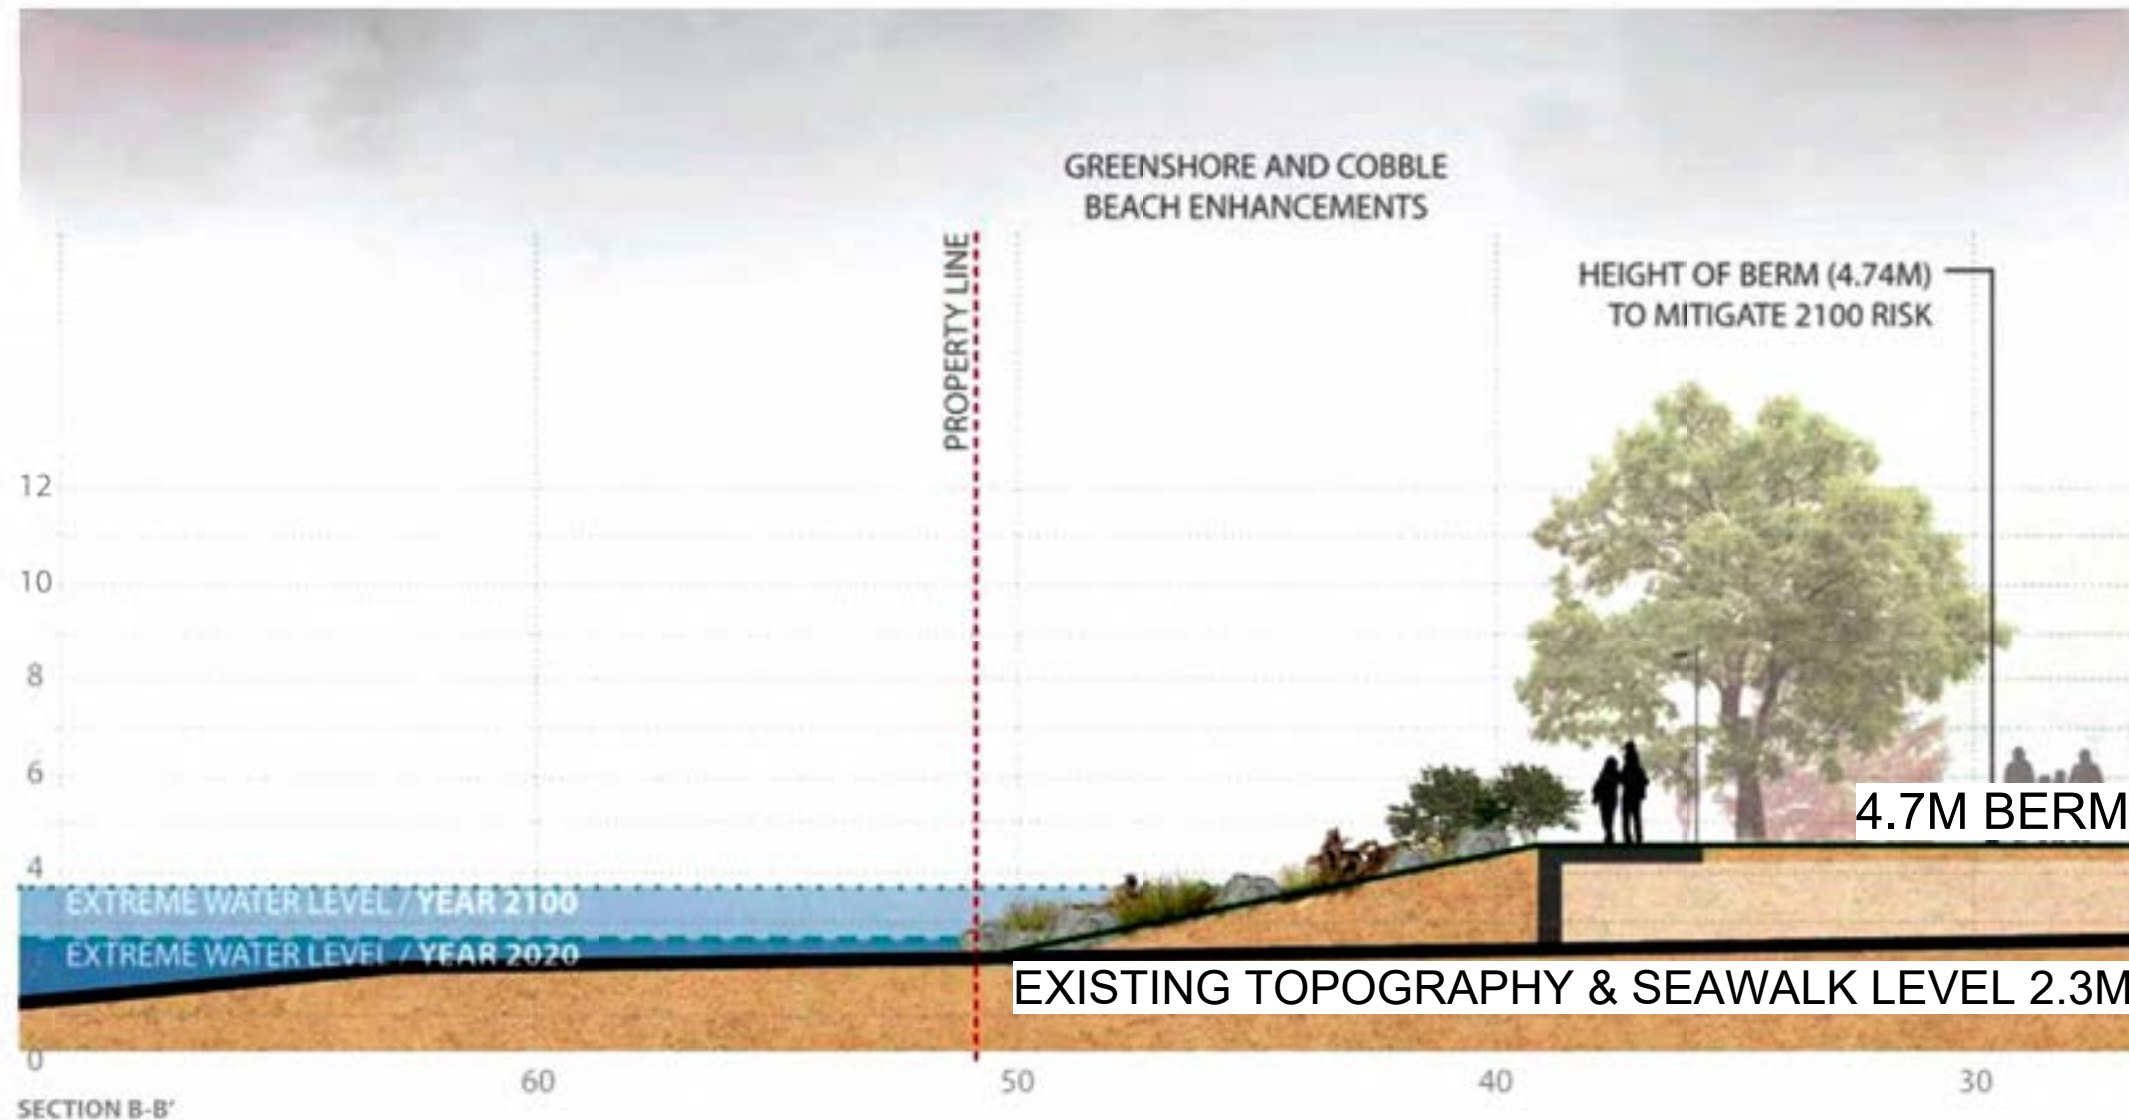 GREENSHORE AND COBBLE
BEACH ENHANCEMENTS
PROPERTY LINE
HEIGHT OF BERM (4.74M)
TO MITIGATE 2100 RISK
12
10
8
6
4.7M BERM
4
EXTREME WATER LEVEL / YEAR 2100
EXTREME WATER LEVEL / YEAR 2020
EXISTING TOPOGRAPHY & SEAWALK LEVEL 2.3M
0
60
50
40
30
SECTION B-B'